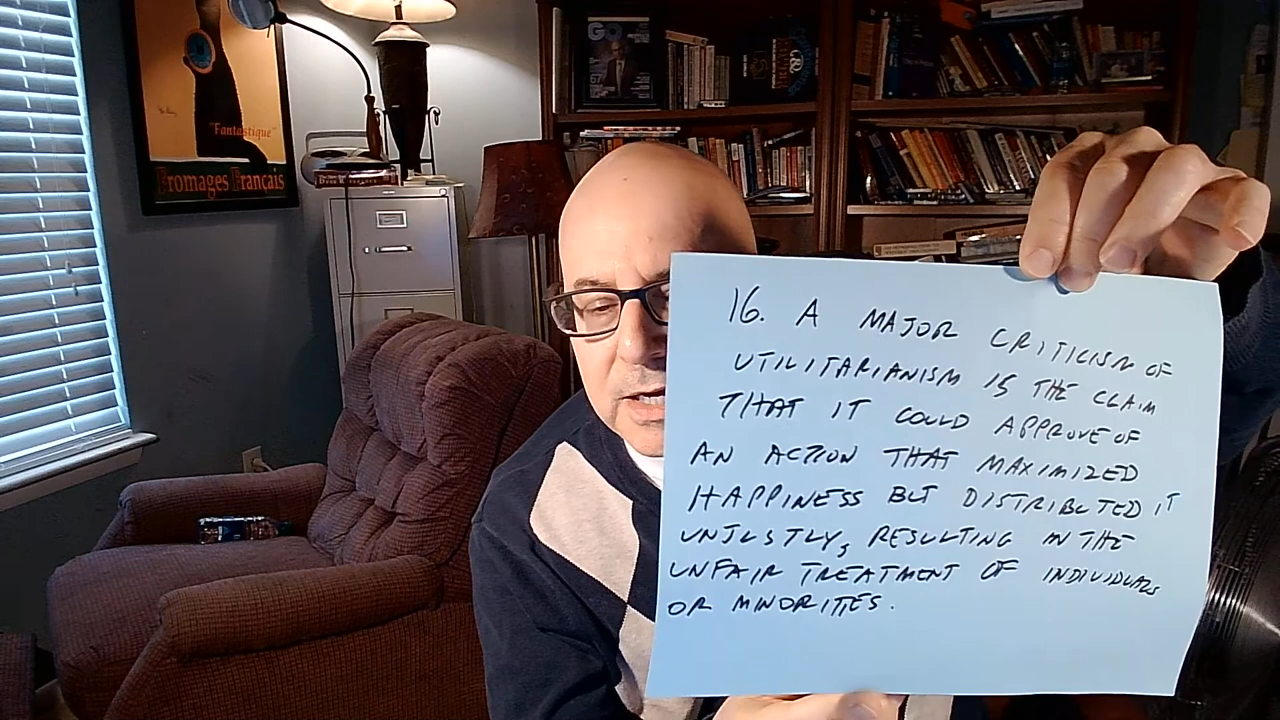 "Fantastique"
Fromages Français
GQ
16. A MAJOR CRITICISM OF
UTILITARIANISM IS THE CLAIM
THAT IT COULD APPROVE OF
AN ACTION THAT MAXIMIZED
HAPPINESS BUT DISTRIBUTED IT
UNJUSTLY, RESULTING IN THE
UNFAIR TREATMENT OF INDIVIDUALS
OR MINORITIES.